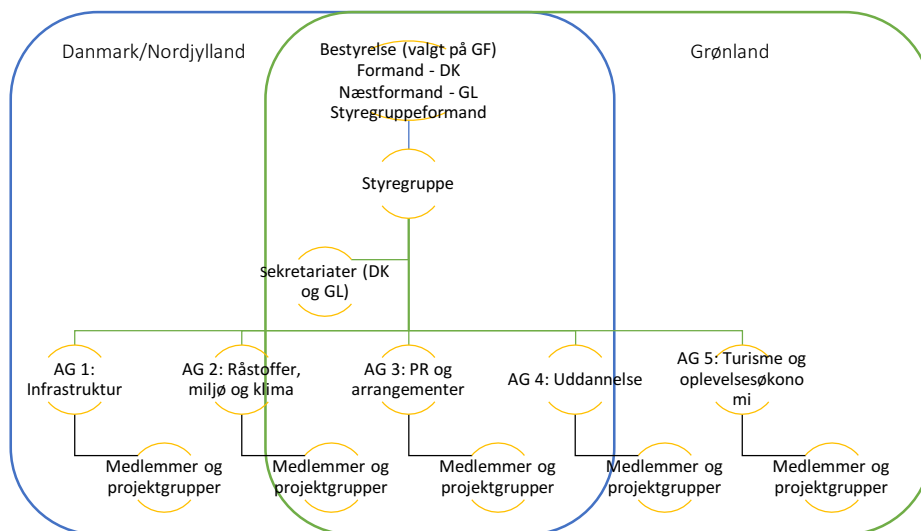 Danmark/Nordjylland
Bestyrelse (valgt på GF)
Formand - DK
Næstformand - GL
Styregruppeformand
Grønland
Styregruppe
Sekretariater (DK
og GL)
AG 1:
Infrastruktur
AG 2: Råstoffer,
miljø og klima
AG 3: PR og
arrangementer
AG 4: Uddannelse
AG 5: Turisme og
oplevelsesøkono
mi
Medlemmer og
projektgrupper
Medlemmer og
projektgrupper
Medlemmer og
projektgrupper
Medlemmer og
projektgrupper
Medlemmer og
projektgrupper